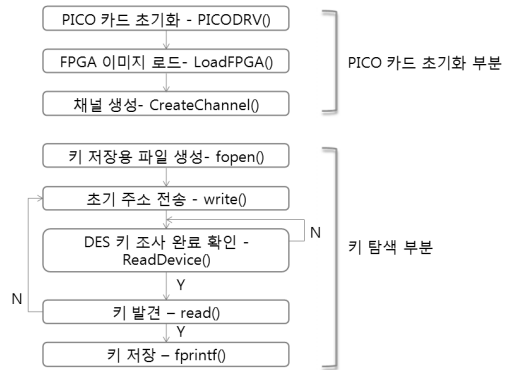 PICO 카드 초기화 - PICODRV()
FPGA 이미지 로드- LoadFPGA()
채널 생성- CreateChannel()
PICO 카드 초기화 부분
키 저장용 파일 생성- fopen()
초기 주소 전송 - write()
DES 키 조사 완료 확인 -
ReadDevice()
N
Y
키 발견 – read()
N
Y
키 저장 – fprintf()
키 탐색 부분